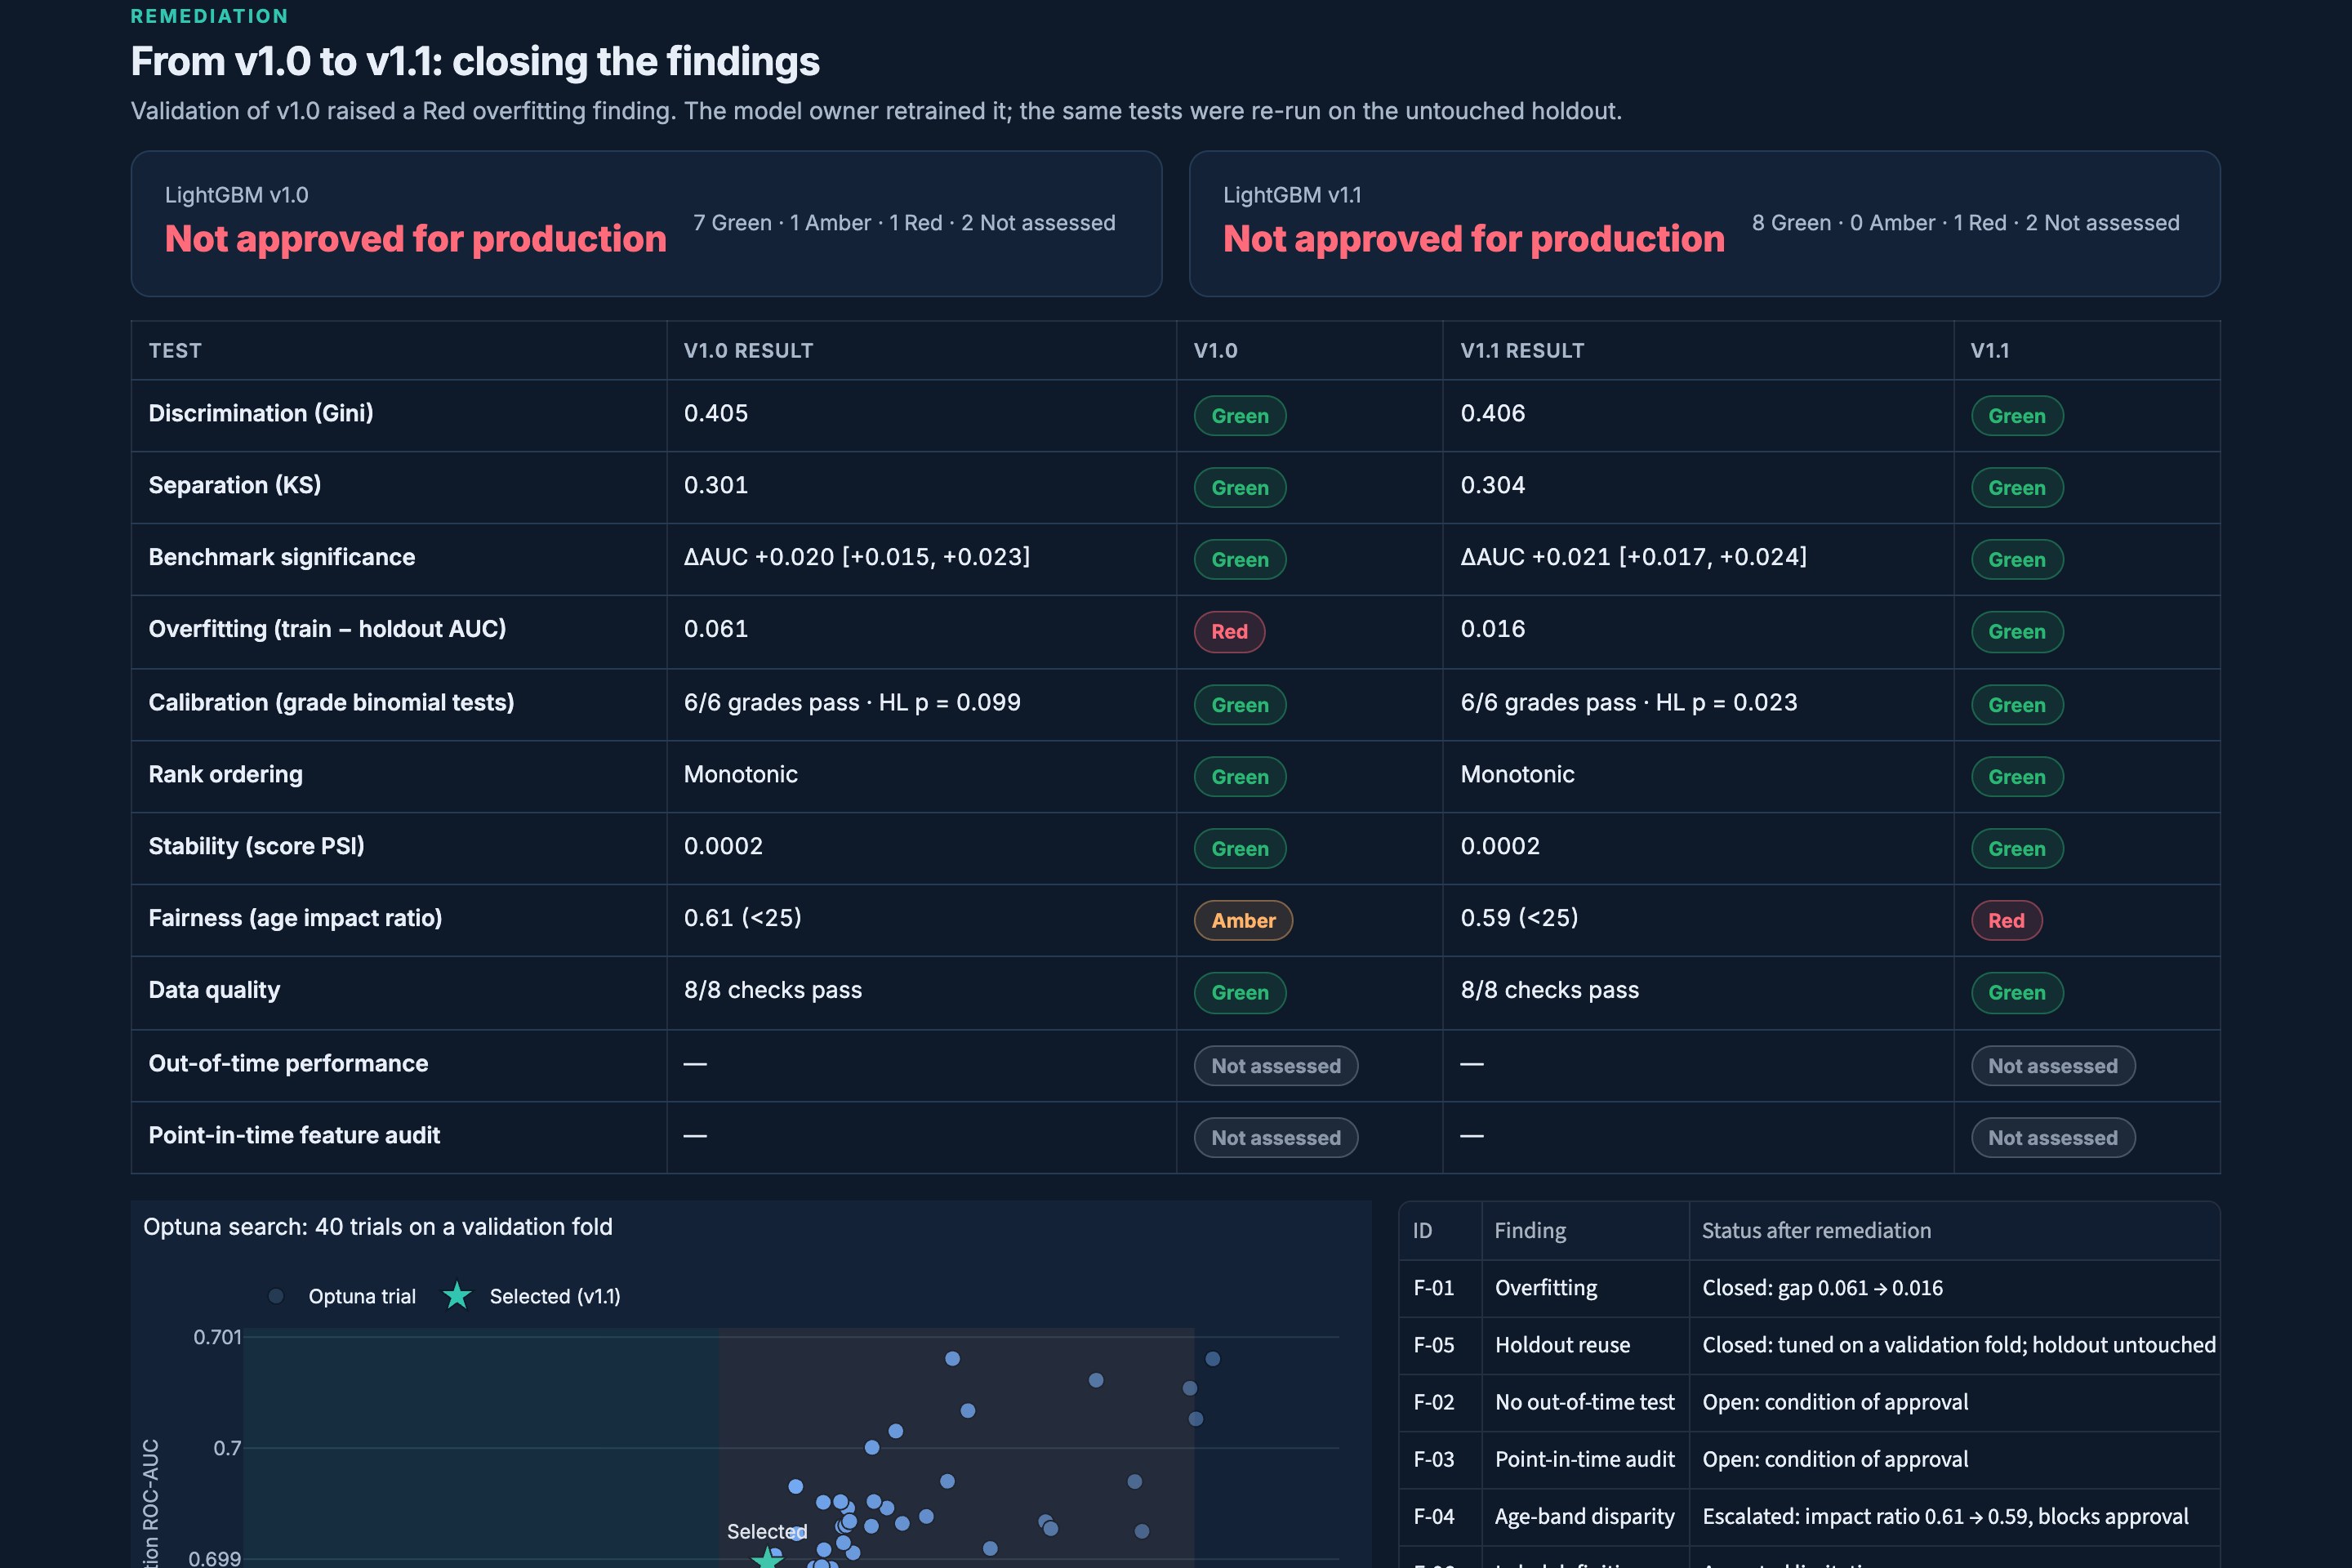 REMEDIATION
From v1.0 to v1.1: closing the findings
Validation of v1.0 raised a Red overfitting finding. The model owner retrained it; the same tests were re-run on the untouched holdout.
LightGBM v1.0
Not approved for production
7 Green · 1 Amber · 1 Red · 2 Not assessed
LightGBM v1.1
Not approved for production
8 Green · 0 Amber · 1 Red · 2 Not assessed
TEST V1.0 RESULT V1.0 V1.1 RESULT V1.1
Discrimination (Gini) 0.405 Green 0.406 Green
Separation (KS) 0.301 Green 0.304 Green
Benchmark significance ΔAUC +0.020 [+0.015, +0.023] Green ΔAUC +0.021 [+0.017, +0.024] Green
Overfitting (train – holdout AUC) 0.061 Red 0.016 Green
Calibration (grade binomial tests) 6/6 grades pass · HL p = 0.099 Green 6/6 grades pass · HL p = 0.023 Green
Rank ordering Monotonic Green Monotonic Green
Stability (score PSI) 0.0002 Green 0.0002 Green
Fairness (age impact ratio) 0.61 (<25) Amber 0.59 (<25) Red
Data quality 8/8 checks pass Green 8/8 checks pass Green
Out-of-time performance — Not assessed — Not assessed
Point-in-time feature audit — Not assessed — Not assessed
Optuna search: 40 trials on a validation fold
Optuna trial Selected (v1.1)
0.701
0.7
0.699
ROC-AUC
Selected
ID Finding Status after remediation
F-01 Overfitting Closed: gap 0.061 → 0.016
F-05 Holdout reuse Closed: tuned on a validation fold; holdout untouched
F-02 No out-of-time test Open: condition of approval
F-03 Point-in-time audit Open: condition of approval
F-04 Age-band disparity Escalated: impact ratio 0.61 → 0.59, blocks approval